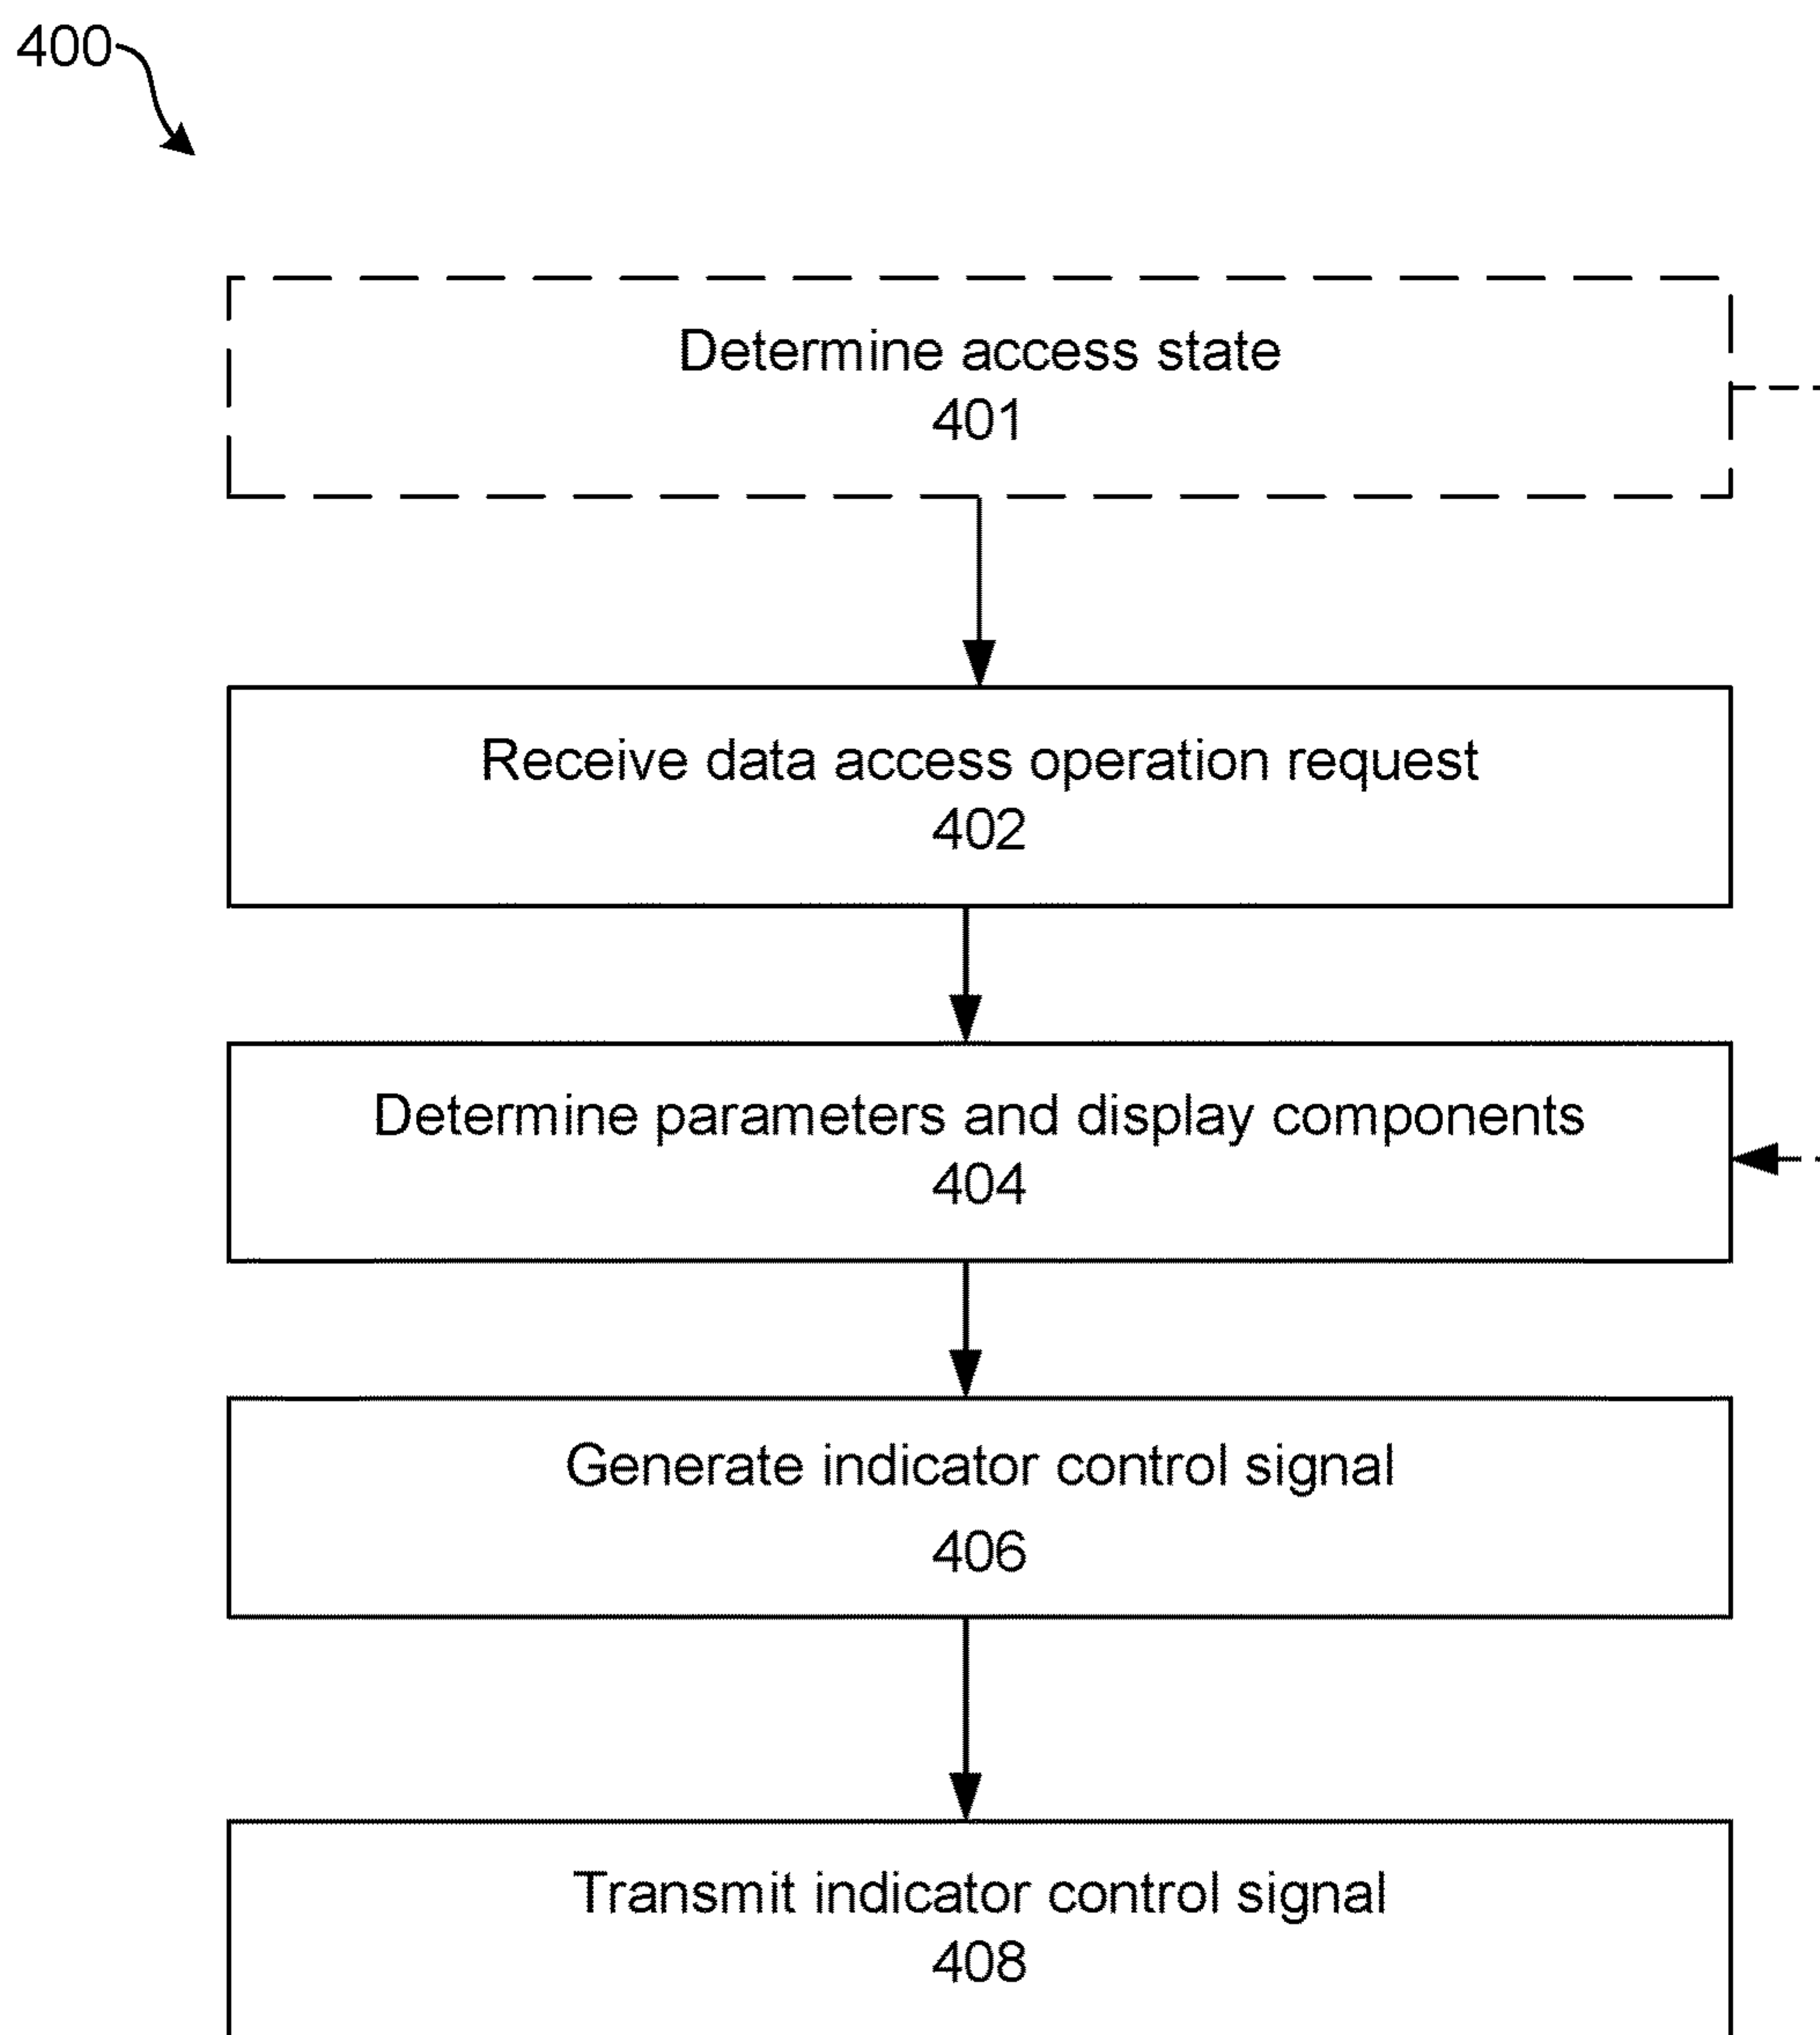 400
Determine access state
401
Receive data access operation request
402
Determine parameters and display components
404
Generate indicator control signal
406
Transmit indicator control signal
408